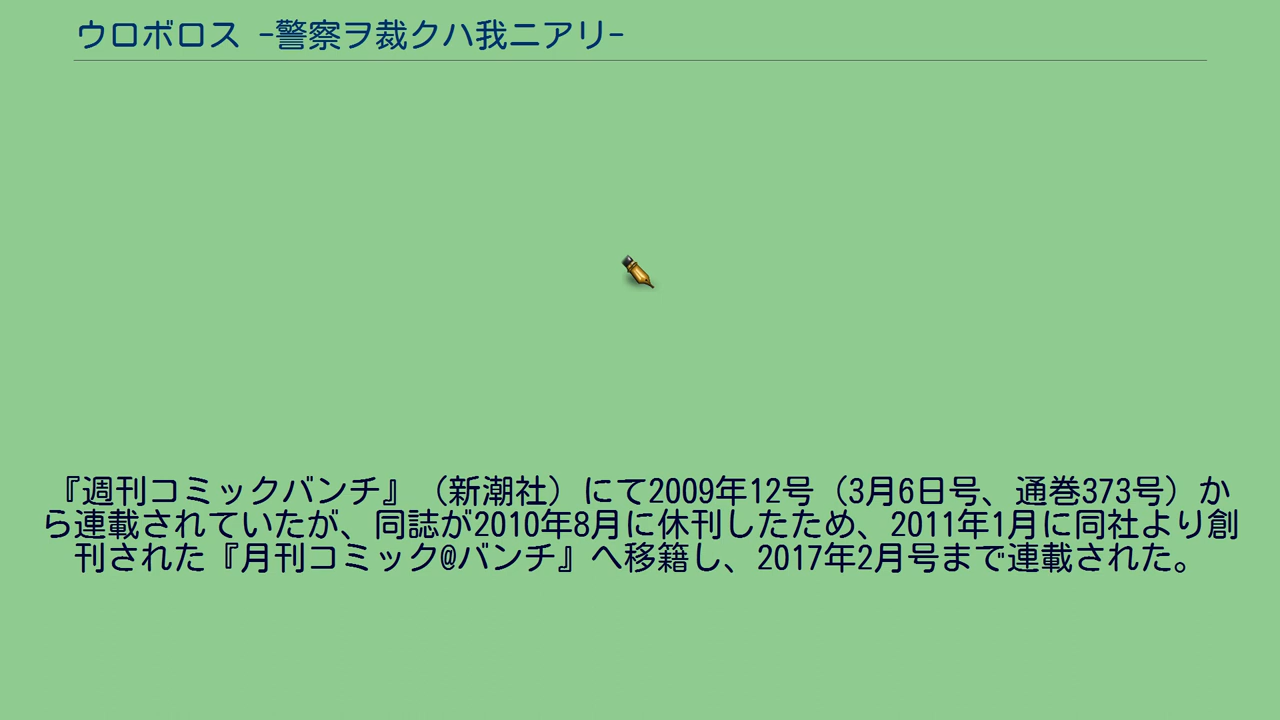 ウロボロス -警察ヲ裁クハ我ニアリ-
『週刊コミックバンチ』（新潮社）にて2009年12号（3月6日号、通巻373号）か
ら連載されていたが、同誌が2010年8月に休刊したため、2011年1月に同社より創
刊された『月刊コミック@バンチ』へ移籍し、2017年2月号まで連載された。